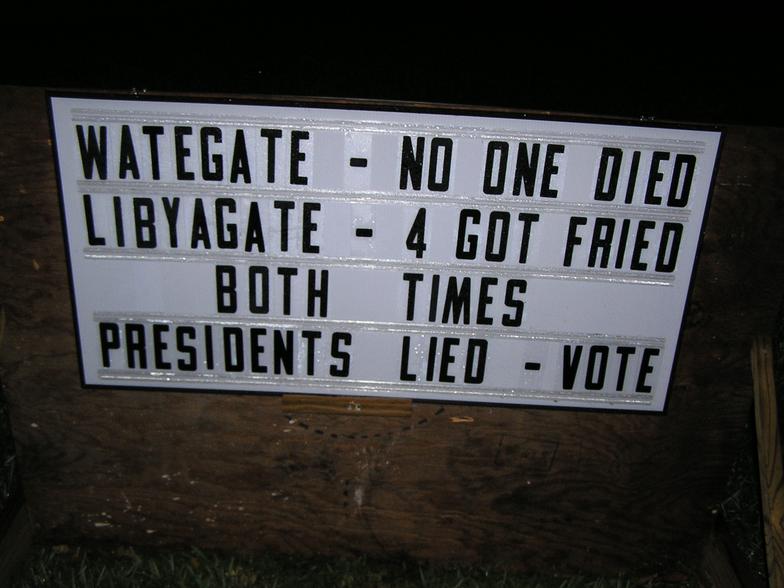 WATEGATE - NO ONE DIED
LIBYAGATE - 4 GOT FRIED
BOTH TIMES
PRESIDENTS LIED - VOTE